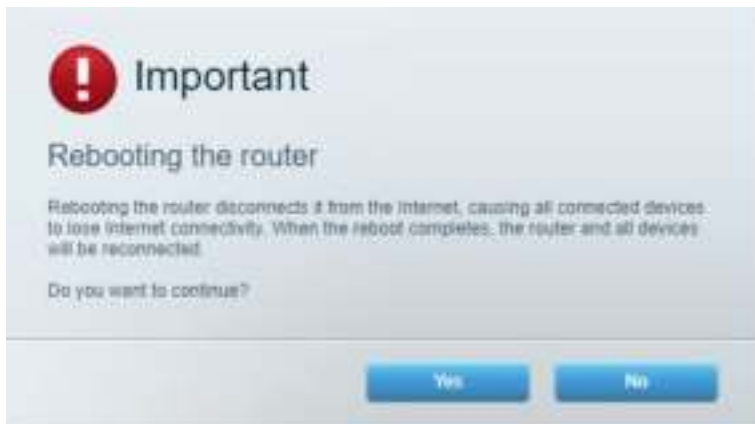 Important
Rebooting the router
Rebooting the router disconnects it from the Internet, causing all connected devices
to lose Internet connectivity. When the reboot completes, the router and all devices
will be reconnected.
Do you want to continue?
Yes
No